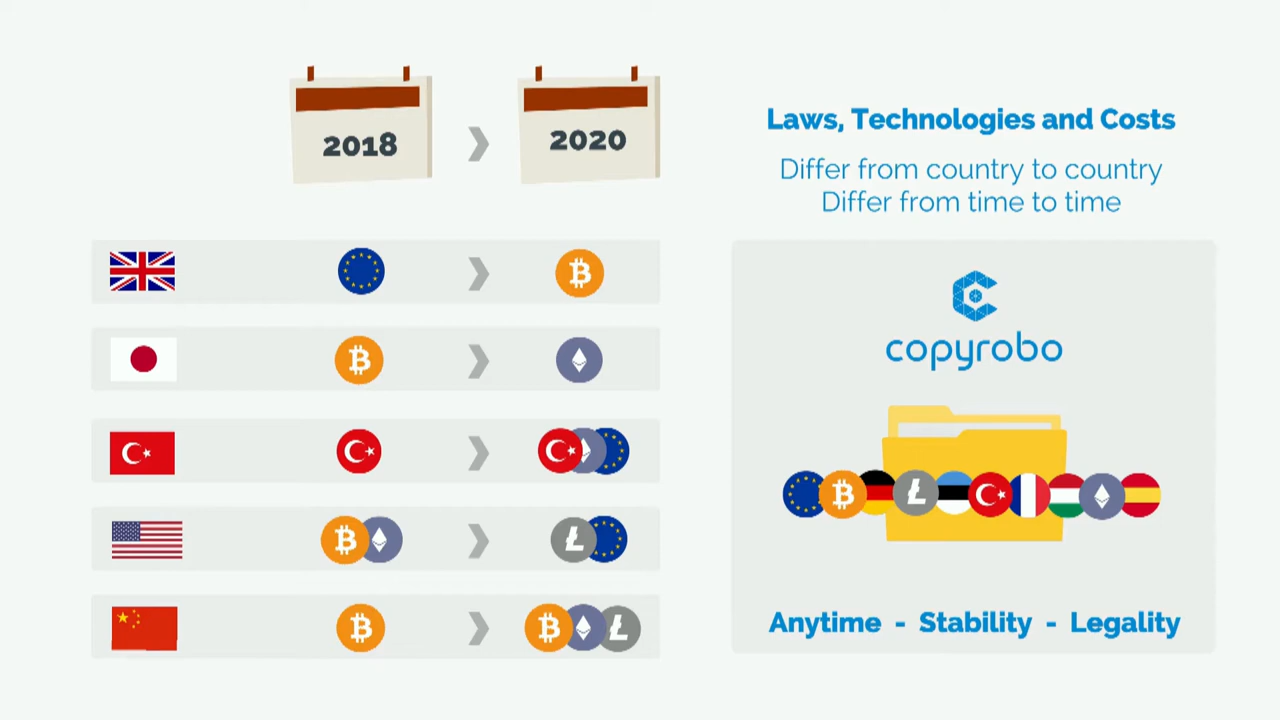 2018
2020
Laws, Technologies and Costs
Differ from country to country
Differ from time to time
copyrobo
Anytime - Stability - Legality